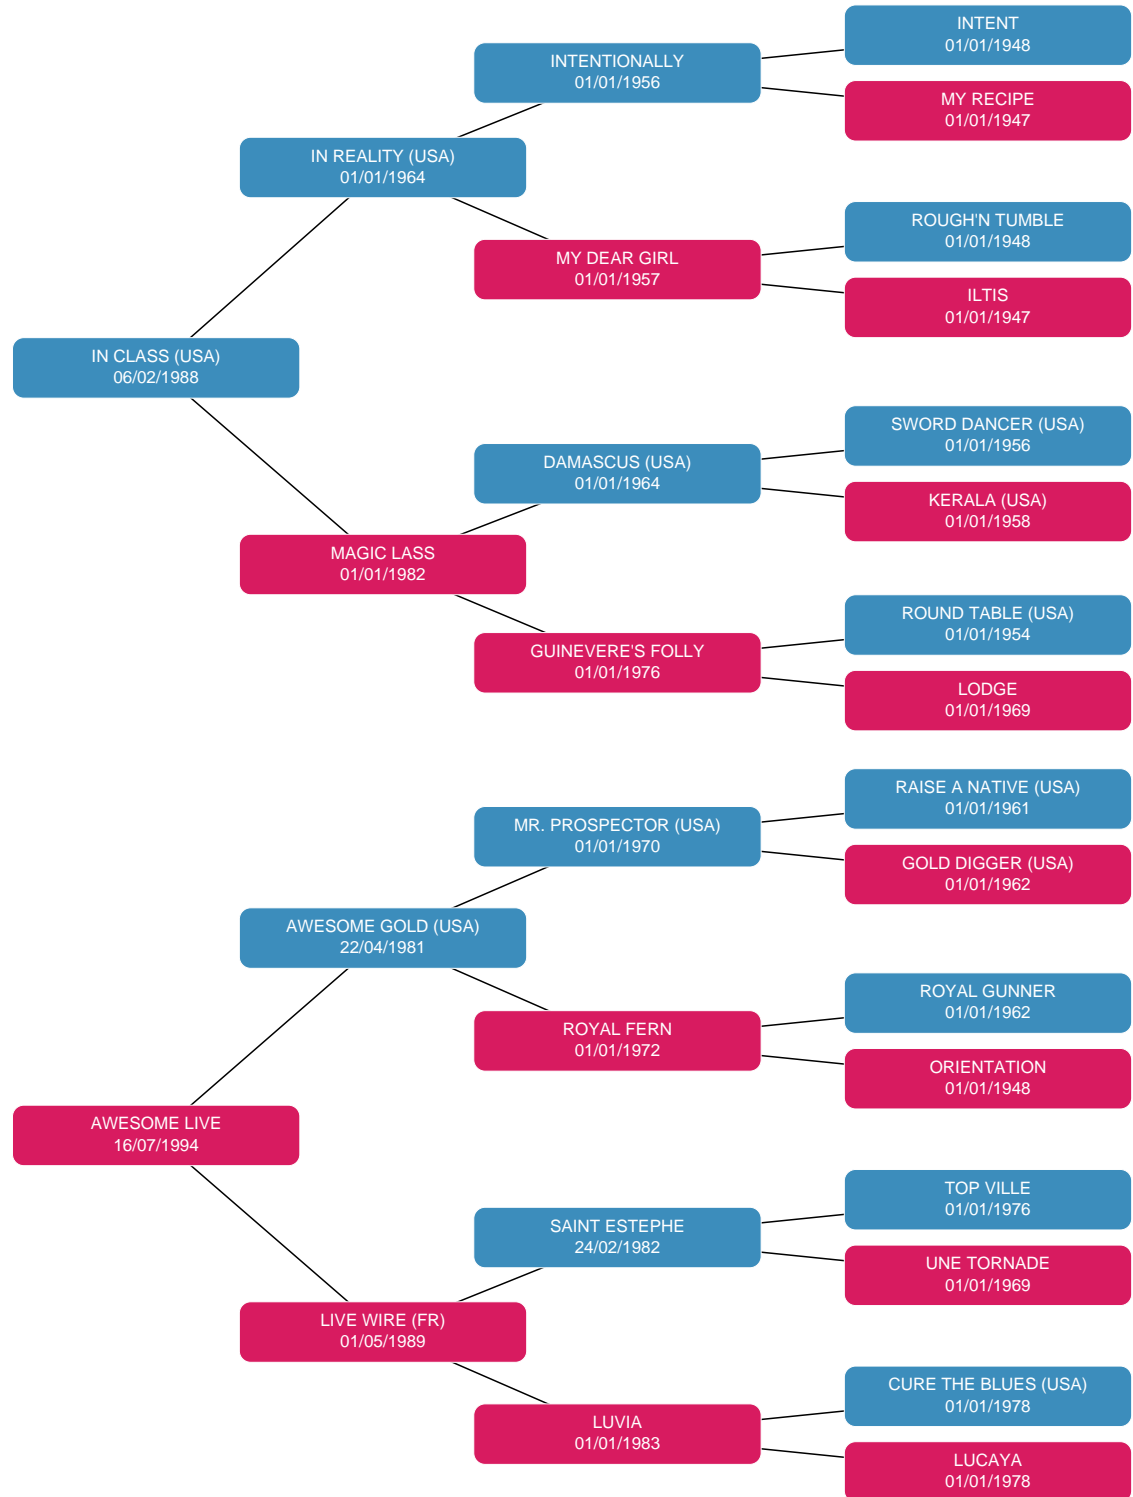 INTENT
01/01/1948
INTENTIONALLY
01/01/1956
MY RECIPE
01/01/1947
IN REALITY (USA)
01/01/1964
ROUGH'N TUMBLE
01/01/1948
MY DEAR GIRL
01/01/1957
ILTIS
01/01/1947
IN CLASS (USA)
06/02/1988
SWORD DANCER (USA)
01/01/1956
DAMASCUS (USA)
01/01/1964
KERALA (USA)
01/01/1958
MAGIC LASS
01/01/1982
ROUND TABLE (USA)
01/01/1954
GUINEVERE'S FOLLY
01/01/1976
LODGE
01/01/1969
RAISE A NATIVE (USA)
01/01/1961
MR. PROSPECTOR (USA)
01/01/1970
GOLD DIGGER (USA)
01/01/1962
AWESOME GOLD (USA)
22/04/1981
ROYAL GUNNER
01/01/1962
ROYAL FERN
01/01/1972
ORIENTATION
01/01/1948
AWESOME LIVE
16/07/1994
TOP VILLE
01/01/1976
SAINT ESTEPHE
24/02/1982
UNE TORNADE
01/01/1969
LIVE WIRE (FR)
01/05/1989
CURE THE BLUES (USA)
01/01/1978
LUVIA
01/01/1983
LUCAYA
01/01/1978